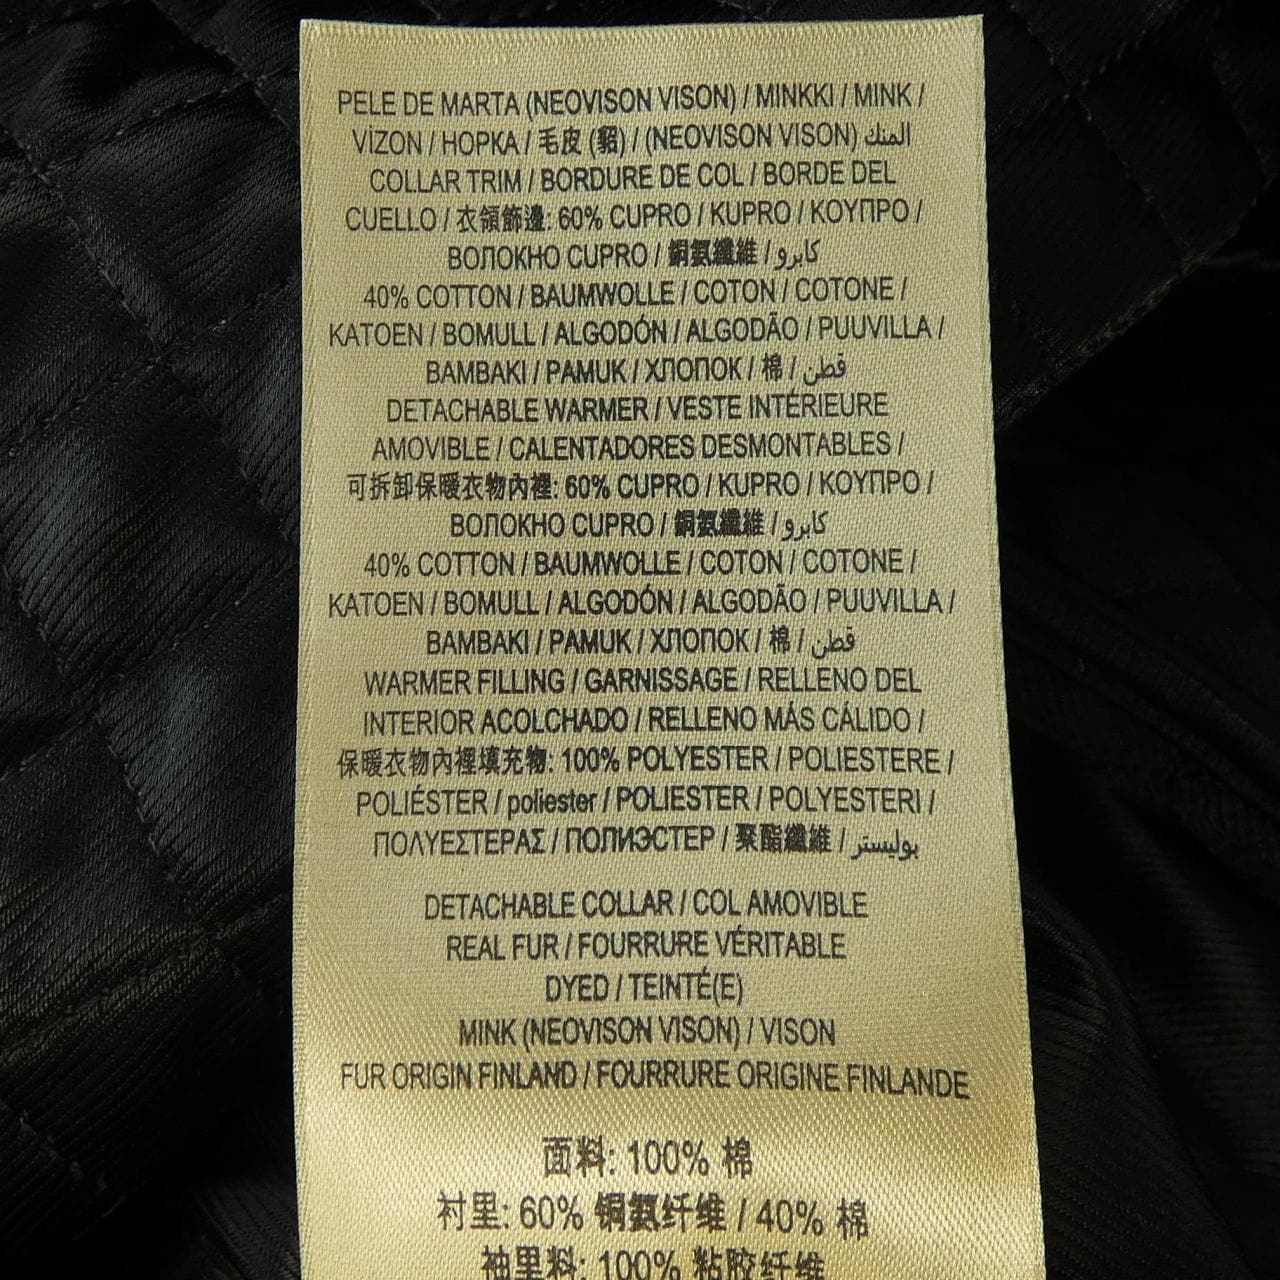 PELE DE MARTA (NEOVISON VISON) / MINKKI / MINK /
VİZON / НОРКА / 毛皮 (貂) / (NEOVISON VISON) المنك
COLLAR TRIM / BORDURE DE COL / BORDE DEL
CUELLO / 衣領飾邊: 60% CUPRO / KUPRO / ΚΟΥΠΡΟ /
ВОЛОКНО CUPRO / 銅氨纖維 / كابرو
40% COTTON / BAUMWOLLE / COTON / COTONE /
KATOEN / BOMULL / ALGODÓN / ALGODÃO / PUUVILLA /
ΒΑΜΒΑΚΙ / PAMUK / ХЛОПОК / 棉 / قطن
DETACHABLE WARMER / VESTE INTÉRIEURE
AMOVIBLE / CALENTADORES DESMONTABLES /
可拆卸保暖衣物內裡: 60% CUPRO / KUPRO / ΚΟΥΠΡΟ /
ВОЛОКНО CUPRO / 銅氨纖維 / كابرو
40% COTTON / BAUMWOLLE / COTON / COTONE /
KATOEN / BOMULL / ALGODÓN / ALGODÃO / PUUVILLA /
ΒΑΜΒΑΚΙ / PAMUK / ХЛОПОК / 棉 / قطن
WARMER FILLING / GARNISSAGE / RELLENO DEL
INTERIOR ACOLCHADO / RELLENO MÁS CÁLIDO /
保暖衣物內裡填充物: 100% POLYESTER / POLIESTERE /
POLIÉSTER / poliester / POLIESTER / POLYESTERI /
ΠΟΛΥΕΣΤΕΡΑΣ / ПОЛИЭСТЕР / 聚酯纖維 / بوليستر
DETACHABLE COLLAR / COL AMOVIBLE
REAL FUR / FOURRURE VÉRITABLE
DYED / TEINTÉ(E)
MINK (NEOVISON VISON) / VISON
FUR ORIGIN FINLAND / FOURRURE ORIGINE FINLANDE
面料: 100% 棉
衬里: 60% 铜氨纤维 / 40% 棉
袖里料: 100% 粘胶纤维